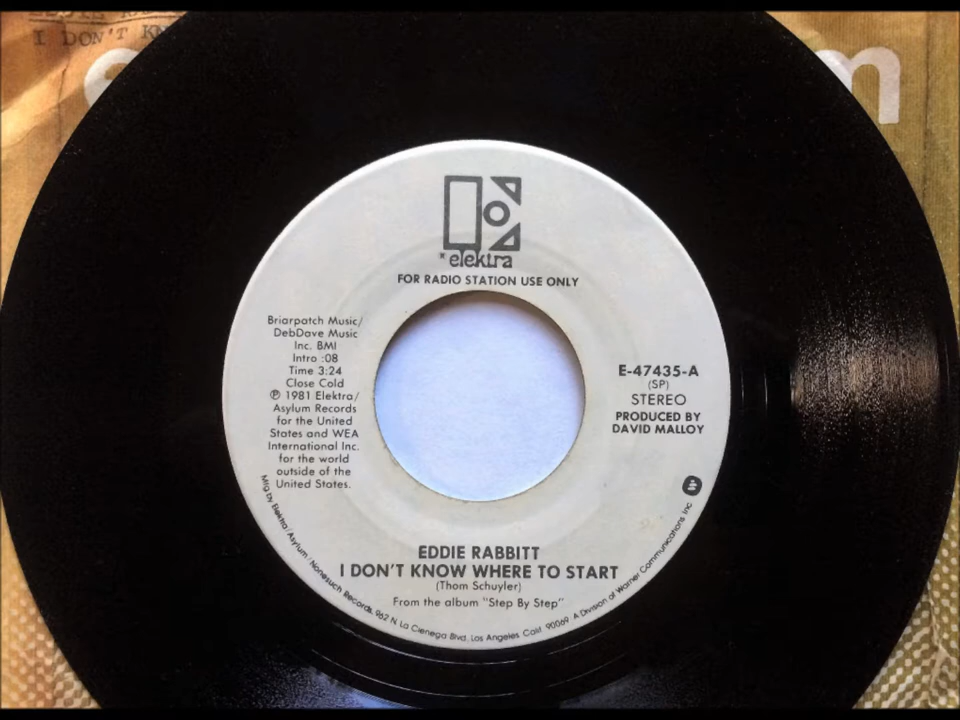 I DON'T KN
m
elektra
FOR RADIO STATION USE ONLY
Briarpatch Music/
DebDave Music
Inc. BMI
Intro :08
Time 3:24
Close Cold
℗ 1981 Elektra/
Asylum Records
for the United
States and WEA
International Inc.
for the world
outside of the
United States.
E-47435-A
(SP)
STEREO
PRODUCED BY
DAVID MALLOY
EDDIE RABBITT
I DON'T KNOW WHERE TO START
(Thom Schuyler)
From the album "Step By Step"
Mfg by Elektra/Asylum/Nonesuch Records, 962 N. La Cienega Blvd. Los Angeles Calif. 90069 A Division of Warner Communications Inc